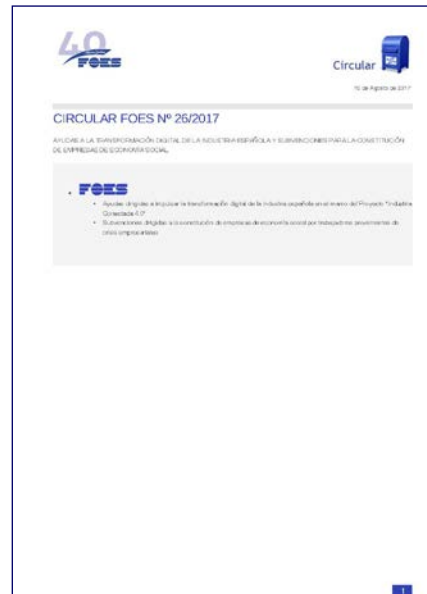 40
FOES
Circular
10 de Agosto de 2017
CIRCULAR FOES Nº 26/2017
AYUDAS A LA TRANSFORMACIÓN DIGITAL DE LA INDUSTRIA ESPAÑOLA Y SUBVENCIONES PARA LA CONSTITUCIÓN
DE EMPRESAS DE ECONOMÍA SOCIAL.
FOES
Ayudas dirigidas a impulsar la transformación digital de la industria española en el marco del Proyecto "Industria
Conectada 4.0"
Subvenciones dirigidas a la constitución de empresas de economía social por trabajadores provenientes de
crisis empresariales
1